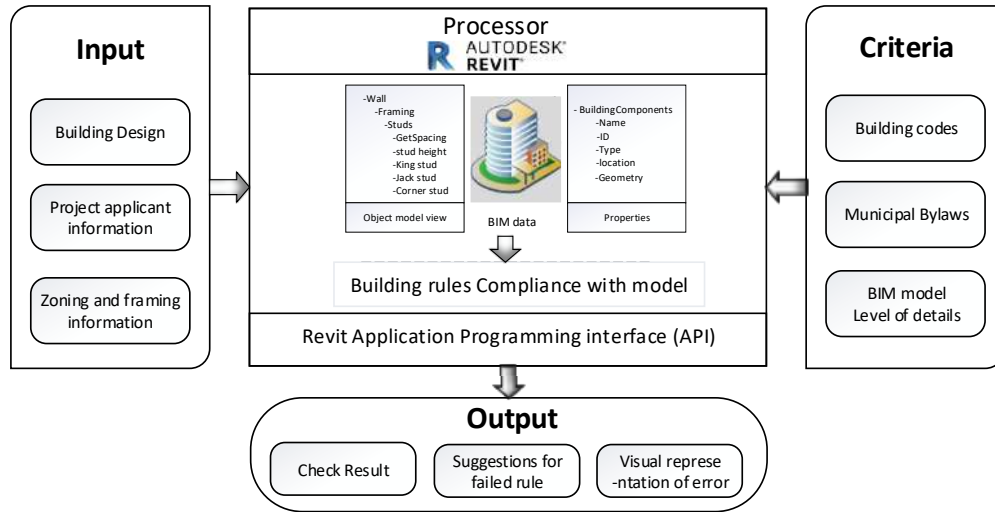 Input
Building Design
Project applicant
information
Zoning and framing
information
Processor
R AUTODESK®
REVIT®
-Wall
-Framing
-Studs
-GetSpacing
-stud height
-King stud
-Jack stud
-Corner stud
Object model view
BIM data
- BuildingComponents
-Name
-ID
-Type
-location
-Geometry
Properties
Building rules Compliance with model
Revit Application Programming interface (API)
Criteria
Building codes
Municipal Bylaws
BIM model
Level of details
Output
Check Result
Suggestions for
failed rule
Visual represe
-ntation of error